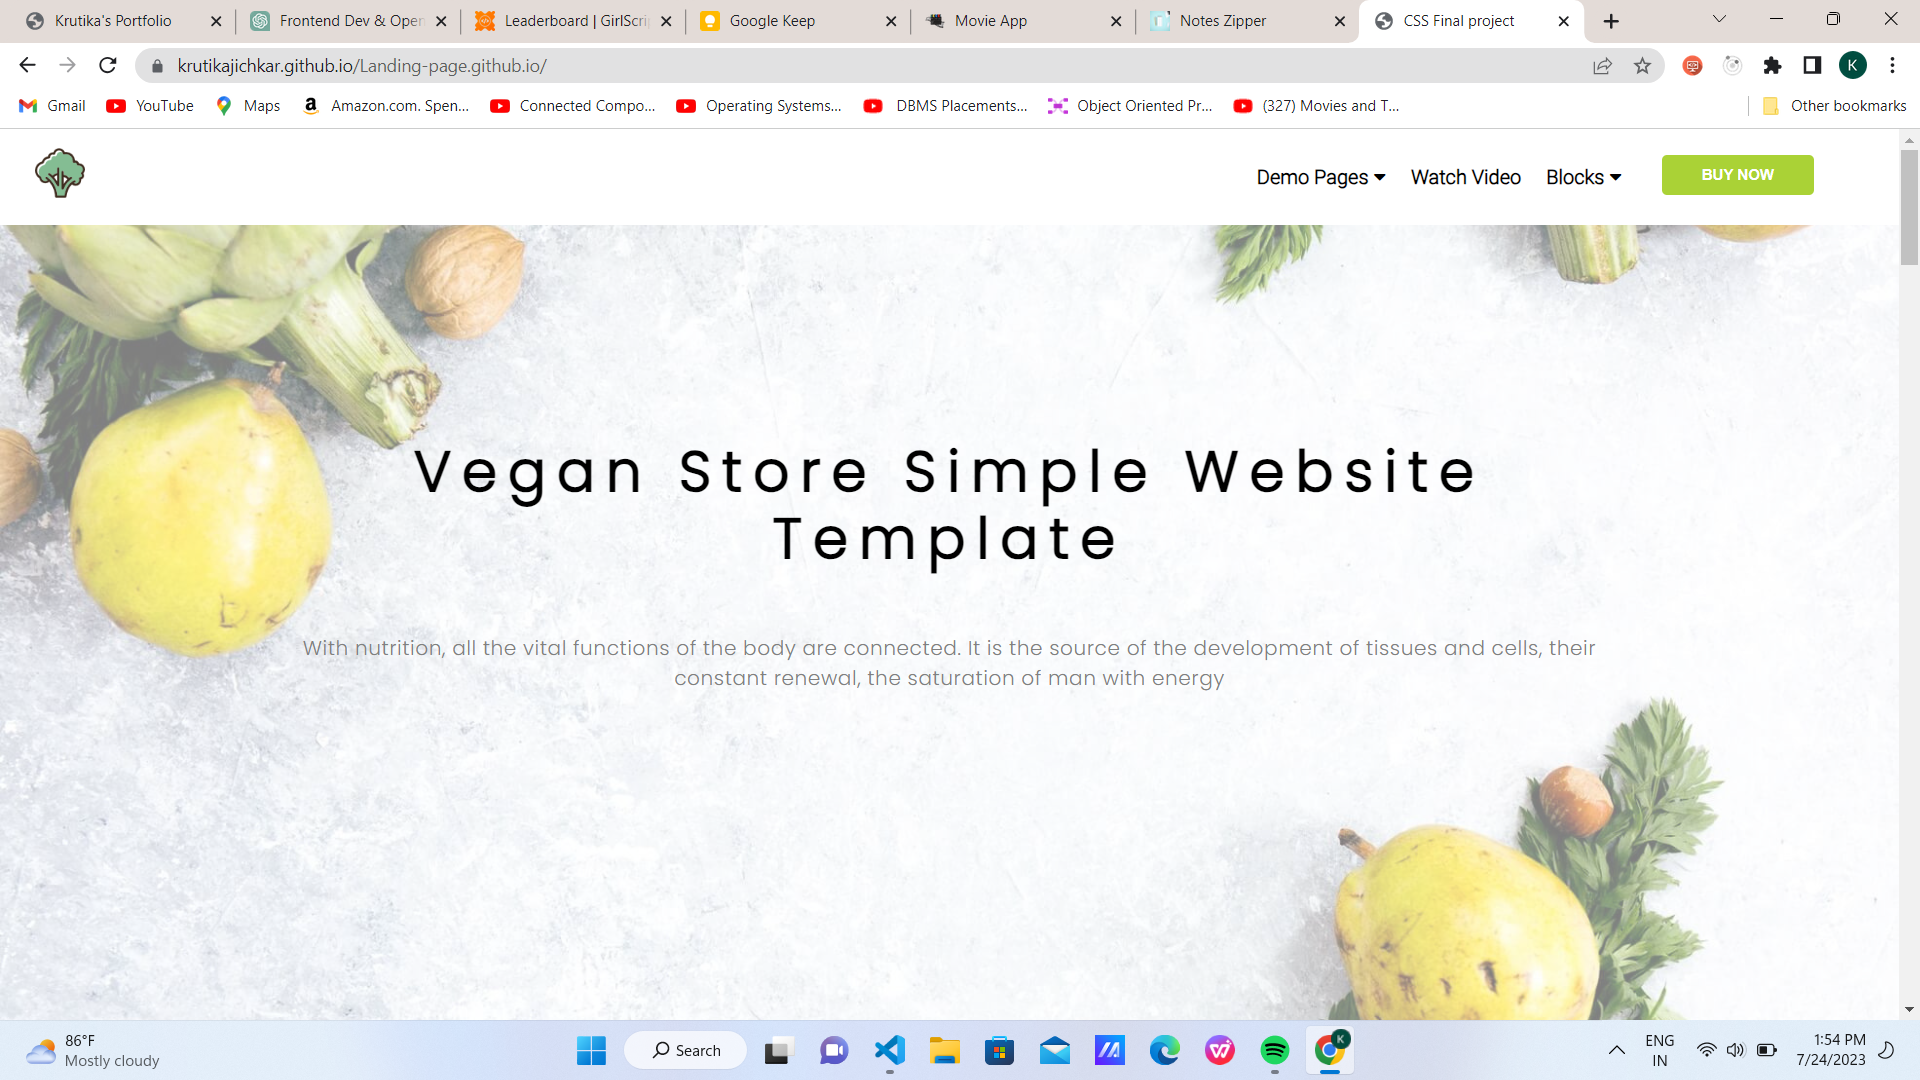 Krutika's Portfolio
Frontend Dev & Open
Leaderboard | GirlScri
Google Keep
Movie App
Notes Zipper
CSS Final project
krutikajichkar.github.io/Landing-page.github.io/
K
Gmail
YouTube
Maps
Amazon.com. Spen...
Connected Compo...
Operating Systems...
DBMS Placements...
Object Oriented Pr...
(327) Movies and T...
Other bookmarks
Demo Pages
Watch Video
Blocks
BUY NOW
Vegan Store Simple Website
Template
With nutrition, all the vital functions of the body are connected. It is the source of the development of tissues and cells, their
constant renewal, the saturation of man with energy
86°F
Mostly cloudy
Search
K
ENG
IN
1:54 PM
7/24/2023